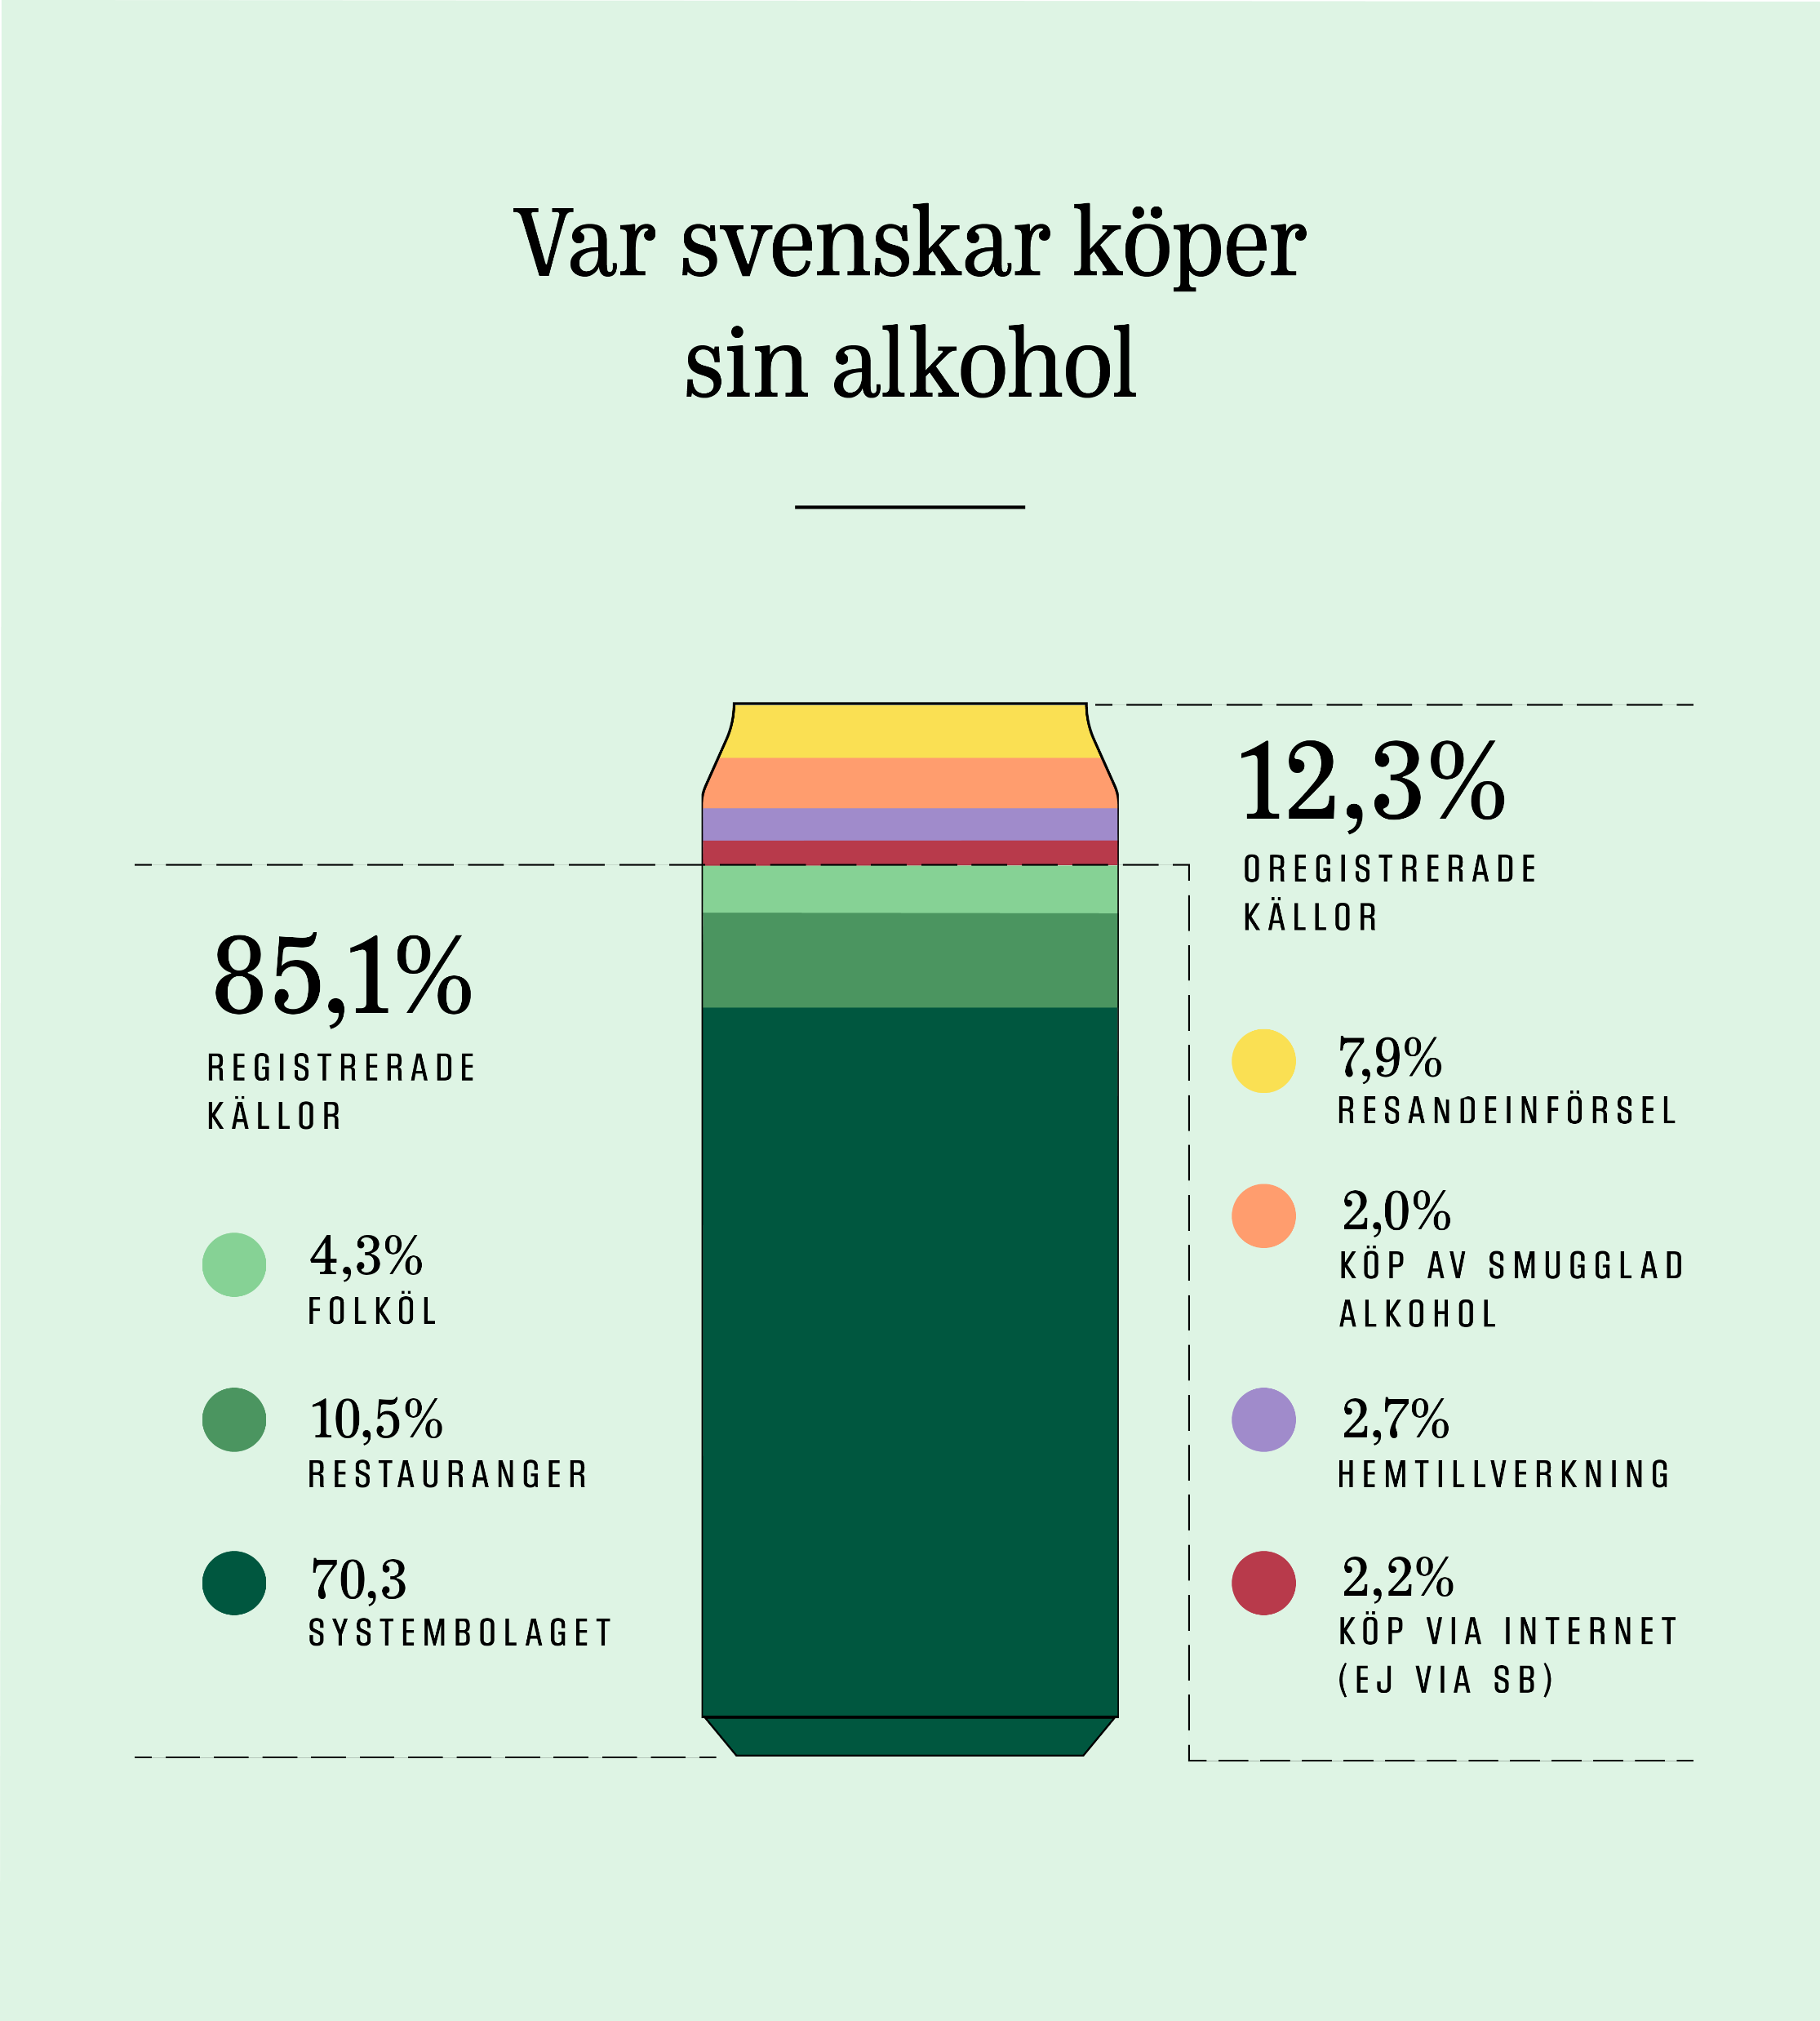 Var svenskar köper
sin alkohol
85,1%
REGISTRERADE
KÄLLOR
4,3%
FOLKÖL
10,5%
RESTAURANGER
70,3
SYSTEMBOLAGET
12,3%
OREGISTRERADE
KÄLLOR
7,9%
RESANDEINFÖRSEL
2,0%
KÖP AV SMUGGLAD
ALKOHOL
2,7%
HEMTILLVERKNING
2,2%
KÖP VIA INTERNET
(EJ VIA SB)